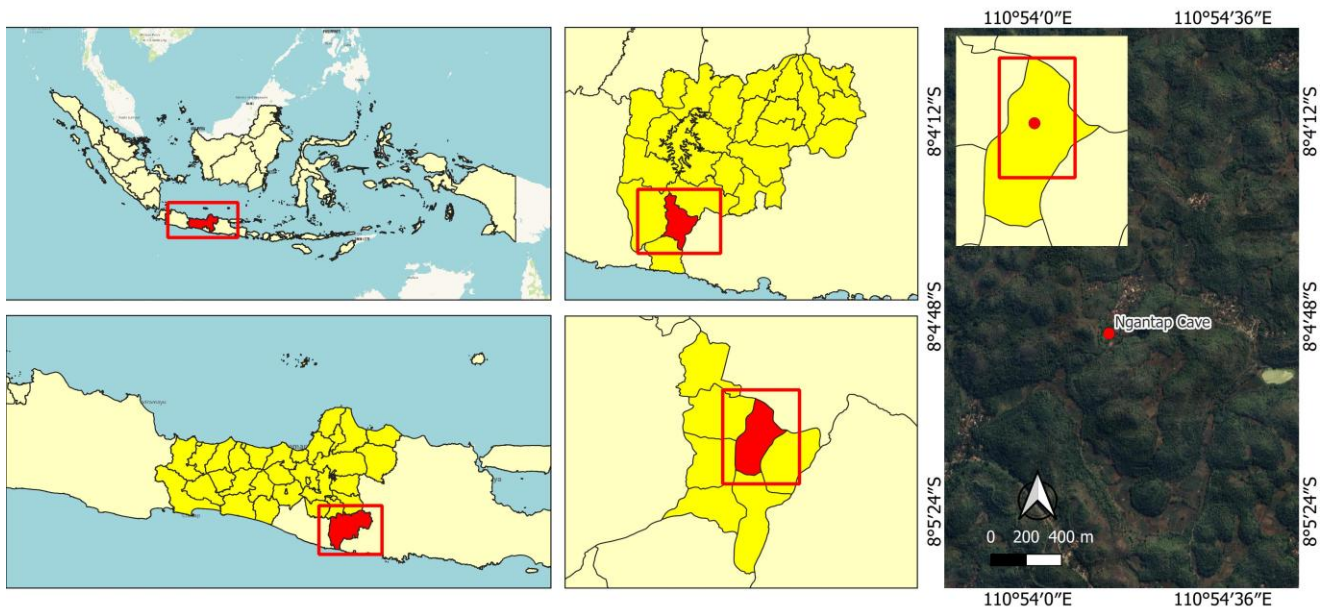 110°54′0″E
110°54′36″E
8°4′12″S
8°4′12″S
Ngantap Cave
8°4′48″S
8°4′48″S
8°5′24″S
8°5′24″S
0 200 400 m
110°54′0″E
110°54′36″E